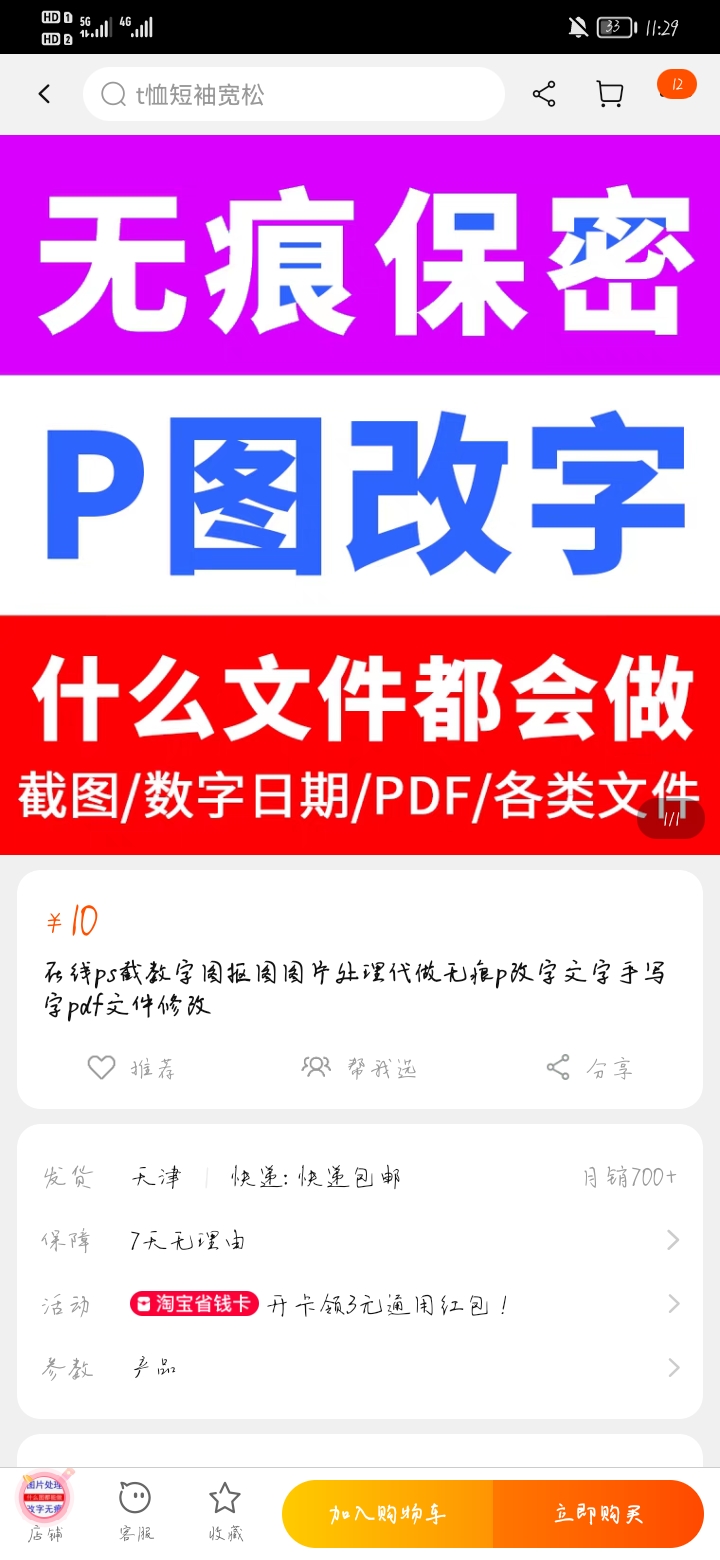 HD 1 5G 4G 33 11:29
HD 2
t恤短袖宽松 12
无痕保密
P图改字
什么文件都会做
截图/数字日期/PDF/各类文件
1/1
¥10
在线ps截数字图抠图图片处理代做无痕p改字文字手写
字pdf文件修改
推荐 帮我选 分享
发货 天津 快递: 快递包邮 月销700+
保障 7天无理由
活动 淘宝省钱卡 开卡领3元通用红包!
参数 产品
图片处理
什么图都能做
改字无痕
店铺 客服 收藏 加入购物车 立即购买